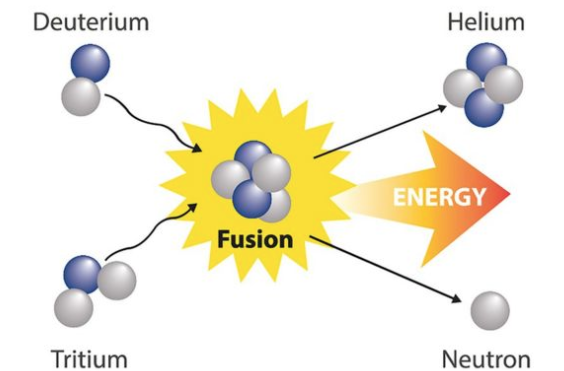 Deuterium
Helium
ENERGY
Fusion
Tritium
Neutron